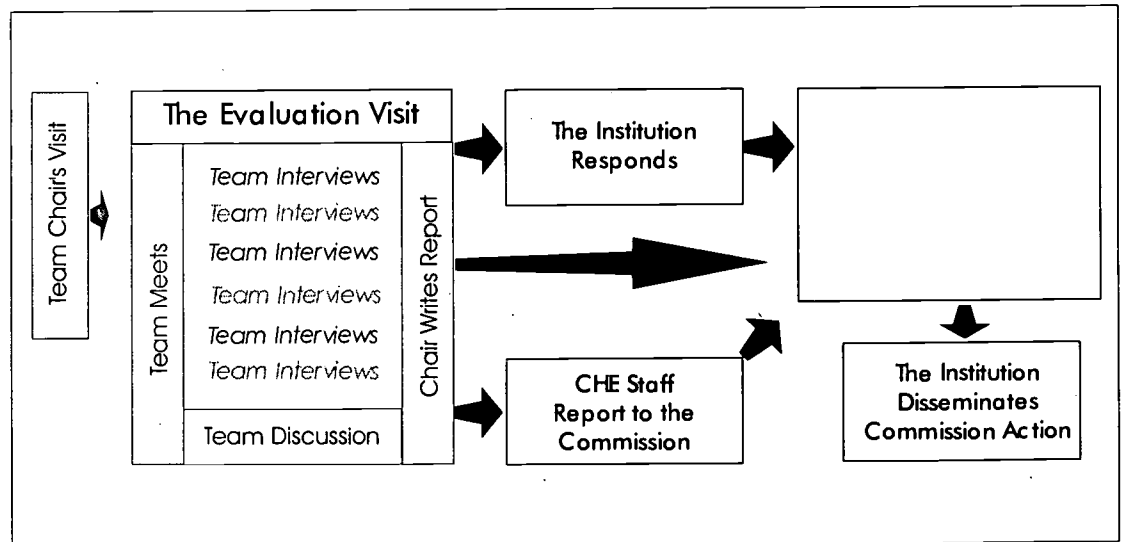 Team Chair's Visit
The Evaluation Visit
Team Meets
Team Interviews
Team Interviews
Team Interviews
Team Interviews
Team Interviews
Team Interviews
Team Discussion
Chair Writes Report
The Institution
Responds
CHE Staff
Report to the
Commission
The Institution
Disseminates
Commission Action